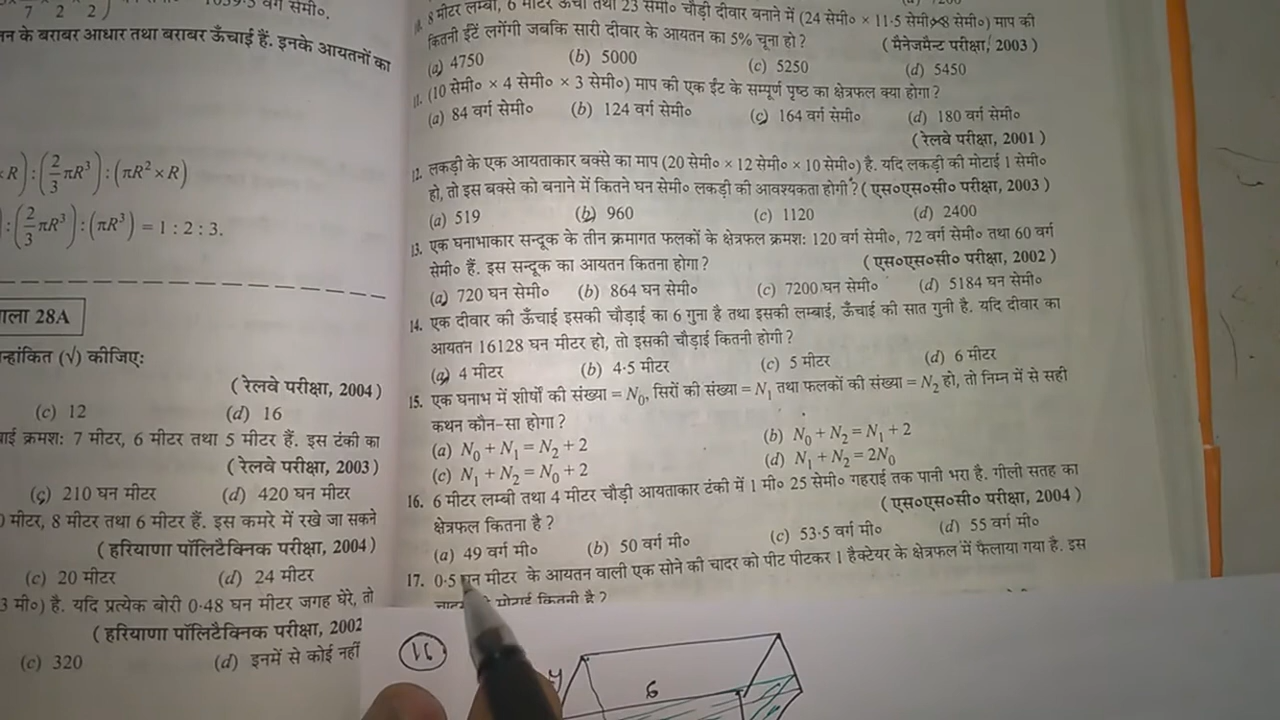 वर्ग सेमी०.
के बराबर आधार तथा बराबर ऊँचाई हैं. इनके आयतनों का
R) : (2/3 πR³) : (πR² × R)
: (2/3 πR³) : (πR³) = 1 : 2 : 3.
28A
(√) कीजिए:
(रेलवे परीक्षा, 2004)
(c) 12 (d) 16
क्रमश: 7 मीटर, 6 मीटर तथा 5 मीटर हैं. इस टंकी का
(रेलवे परीक्षा, 2003)
(c) 210 घन मीटर (d) 420 घन मीटर
मीटर, 8 मीटर तथा 6 मीटर हैं. इस कमरे में रखे जा सकने
(हरियाणा पॉलिटैक्निक परीक्षा, 2004)
(c) 20 मीटर (d) 24 मीटर
3 मी०) है. यदि प्रत्येक बोरी 0·48 घन मीटर जगह घेरे, तो
(हरियाणा पॉलिटैक्निक परीक्षा, 2002
(c) 320 (d) इनमें से कोई नहीं
8 मीटर लम्बी, 6 मीटर ऊँची तथा 23 सेमी० चौड़ी दीवार बनाने में (24 सेमी० × 11·5 सेमी० × 8 सेमी०) माप की
कितनी ईंटें लगेंगी जबकि सारी दीवार के आयतन का 5% चूना हो? (मैनेजमैन्ट परीक्षा, 2003)
(a) 4750 (b) 5000 (c) 5250 (d) 5450
11. (10 सेमी० × 4 सेमी० × 3 सेमी०) माप की एक ईंट के सम्पूर्ण पृष्ठ का क्षेत्रफल क्या होगा?
(a) 84 वर्ग सेमी० (b) 124 वर्ग सेमी० (c) 164 वर्ग सेमी० (d) 180 वर्ग सेमी०
(रेलवे परीक्षा, 2001)
12. लकड़ी के एक आयताकार बक्से का माप (20 सेमी० × 12 सेमी० × 10 सेमी०) है. यदि लकड़ी की मोटाई 1 सेमी०
हो, तो इस बक्से को बनाने में कितने घन सेमी० लकड़ी की आवश्यकता होगी? (एस०एस०सी० परीक्षा, 2003)
(a) 519 (b) 960 (c) 1120 (d) 2400
13. एक घनाभाकार सन्दूक के तीन क्रमागत फलकों के क्षेत्रफल क्रमश: 120 वर्ग सेमी०, 72 वर्ग सेमी० तथा 60 वर्ग
सेमी० हैं. इस सन्दूक का आयतन कितना होगा? (एस०एस०सी० परीक्षा, 2002)
(a) 720 घन सेमी० (b) 864 घन सेमी० (c) 7200 घन सेमी० (d) 5184 घन सेमी०
14. एक दीवार की ऊँचाई इसकी चौड़ाई का 6 गुना है तथा इसकी लम्बाई, ऊँचाई की सात गुनी है. यदि दीवार का
आयतन 16128 घन मीटर हो, तो इसकी चौड़ाई कितनी होगी?
(a) 4 मीटर (b) 4·5 मीटर (c) 5 मीटर (d) 6 मीटर
15. एक घनाभ में शीर्षों की संख्या = N₀, सिरों की संख्या = N₁ तथा फलकों की संख्या = N₂ हो, तो निम्न में से सही
कथन कौन-सा होगा?
(a) N₀ + N₁ = N₂ + 2 (b) N₀ + N₂ = N₁ + 2
(c) N₁ + N₂ = N₀ + 2 (d) N₁ + N₂ = 2N₀
16. 6 मीटर लम्बी तथा 4 मीटर चौड़ी आयताकार टंकी में 1 मी० 25 सेमी० गहराई तक पानी भरा है. गीली सतह का
क्षेत्रफल कितना है? (एस०एस०सी० परीक्षा, 2004)
(a) 49 वर्ग मी० (b) 50 वर्ग मी० (c) 53·5 वर्ग मी० (d) 55 वर्ग मी०
17. 0·5 घन मीटर के आयतन वाली एक सोने की चादर को पीट पीटकर 1 हैक्टेयर के क्षेत्रफल में फैलाया गया है. इस
मोटाई कितनी है?
16
6